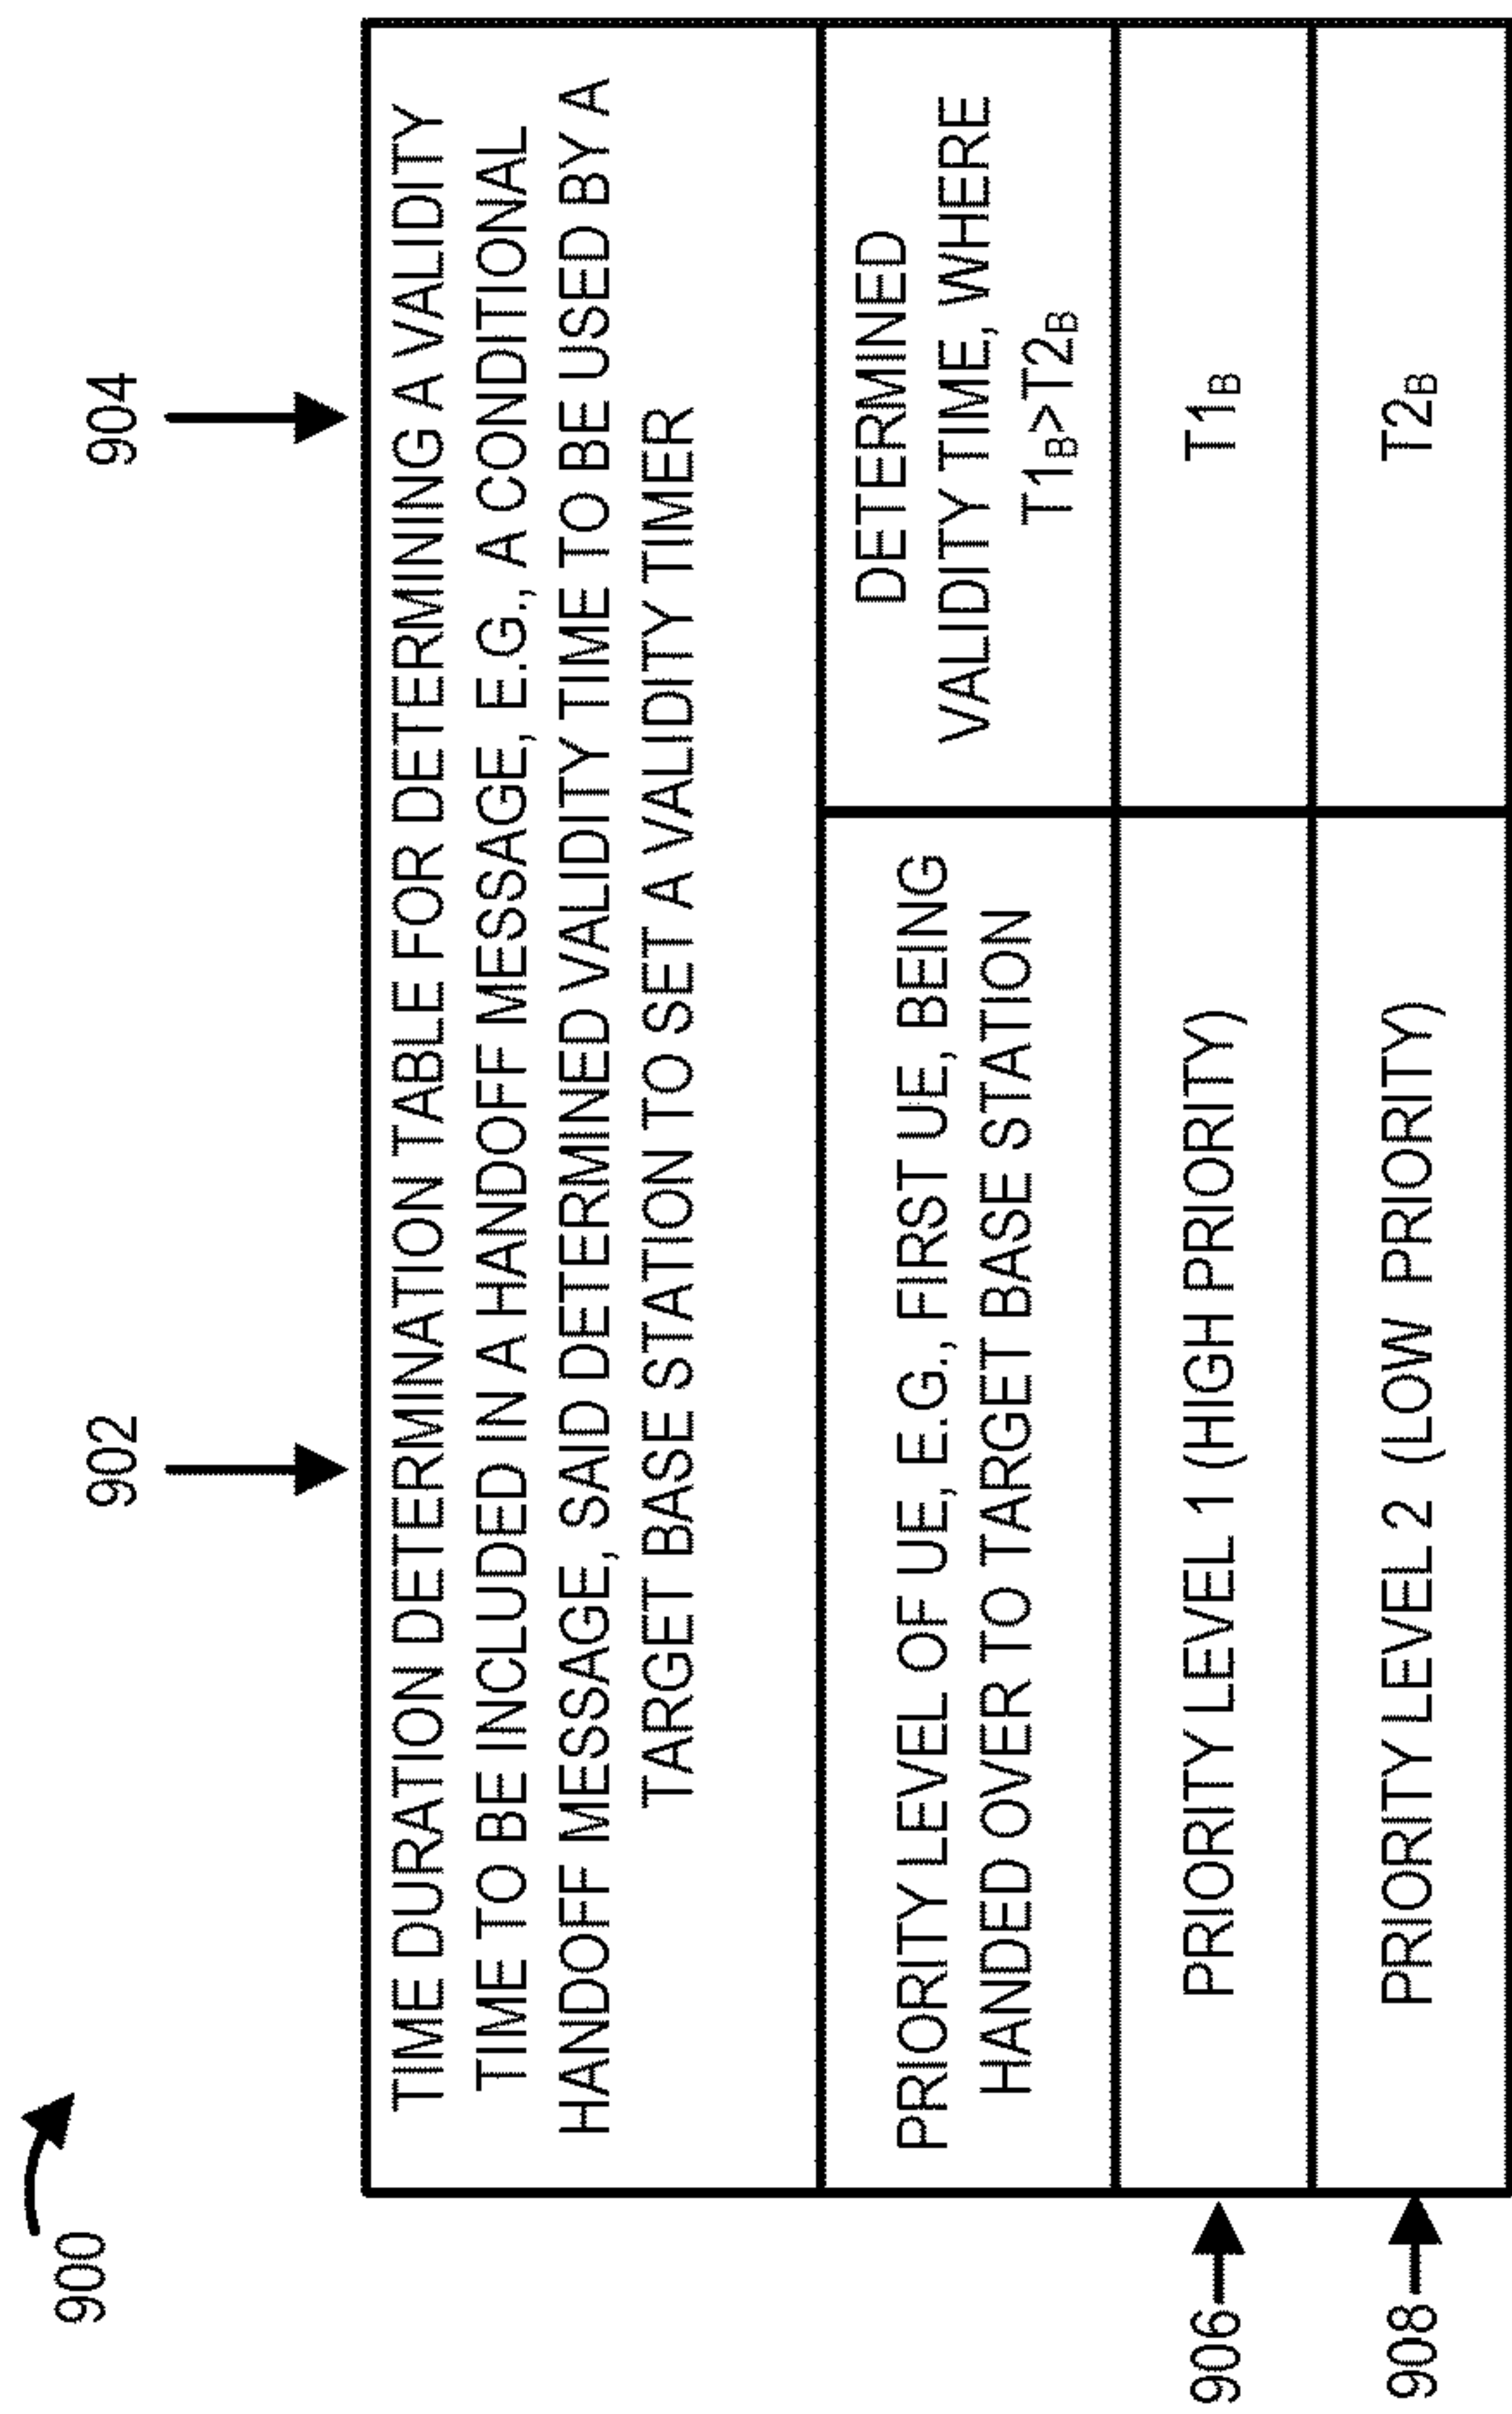 900
902
904
TIME DURATION DETERMINATION TABLE FOR DETERMINING A VALIDITY
TIME TO BE INCLUDED IN A HANDOFF MESSAGE, E.G., A CONDITIONAL
HANDOFF MESSAGE, SAID DETERMINED VALIDITY TIME TO BE USED BY A
TARGET BASE STATION TO SET A VALIDITY TIMER
PRIORITY LEVEL OF UE, E.G., FIRST UE, BEING
HANDED OVER TO TARGET BASE STATION
DETERMINED
VALIDITY TIME, WHERE
T1B>T2B
906
PRIORITY LEVEL 1 (HIGH PRIORITY)
T1B
908
PRIORITY LEVEL 2 (LOW PRIORITY)
T2B